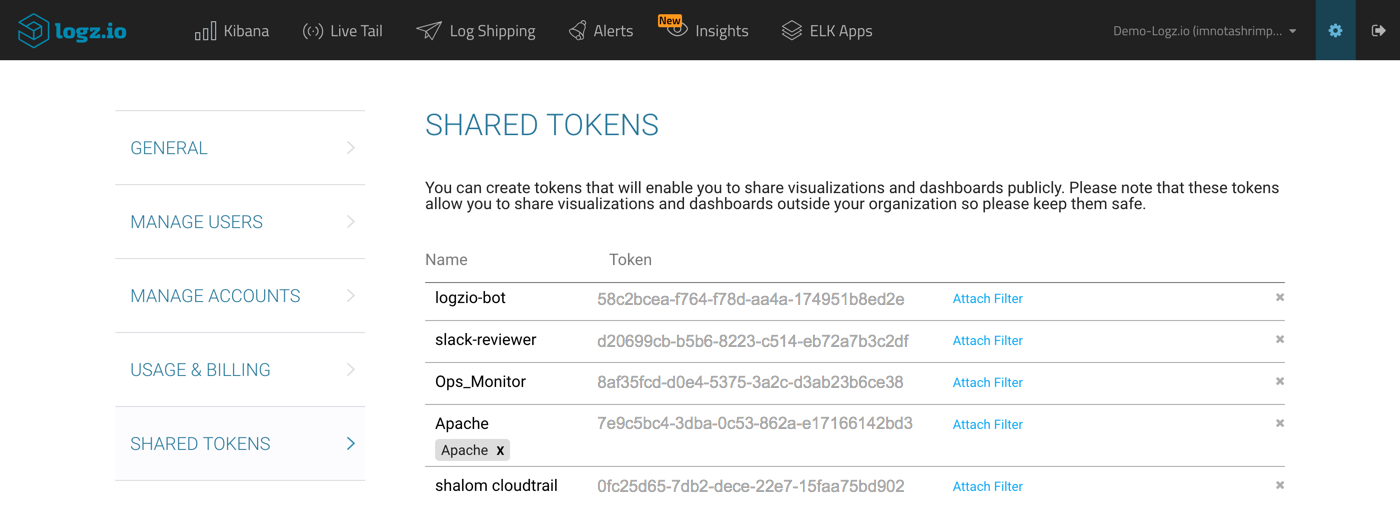 logz.io
Kibana
Live Tail
Log Shipping
Alerts
New
Insights
ELK Apps
Demo-Logz.io (imnotashrimp...
GENERAL
MANAGE USERS
MANAGE ACCOUNTS
USAGE & BILLING
SHARED TOKENS
SHARED TOKENS
You can create tokens that will enable you to share visualizations and dashboards publicly. Please note that these tokens
allow you to share visualizations and dashboards outside your organization so please keep them safe.
Name Token
logzio-bot 58c2bcea-f764-f78d-aa4a-174951b8ed2e Attach Filter ×
slack-reviewer d20699cb-b5b6-8223-c514-eb72a7b3c2df Attach Filter ×
Ops_Monitor 8af35fcd-d0e4-5375-3a2c-d3ab23b6ce38 Attach Filter ×
Apache 7e9c5bc4-3dba-0c53-862a-e17166142bd3 Attach Filter ×
Apache x
shalom cloudtrail 0fc25d65-7db2-dece-22e7-15faa75bd902 Attach Filter ×